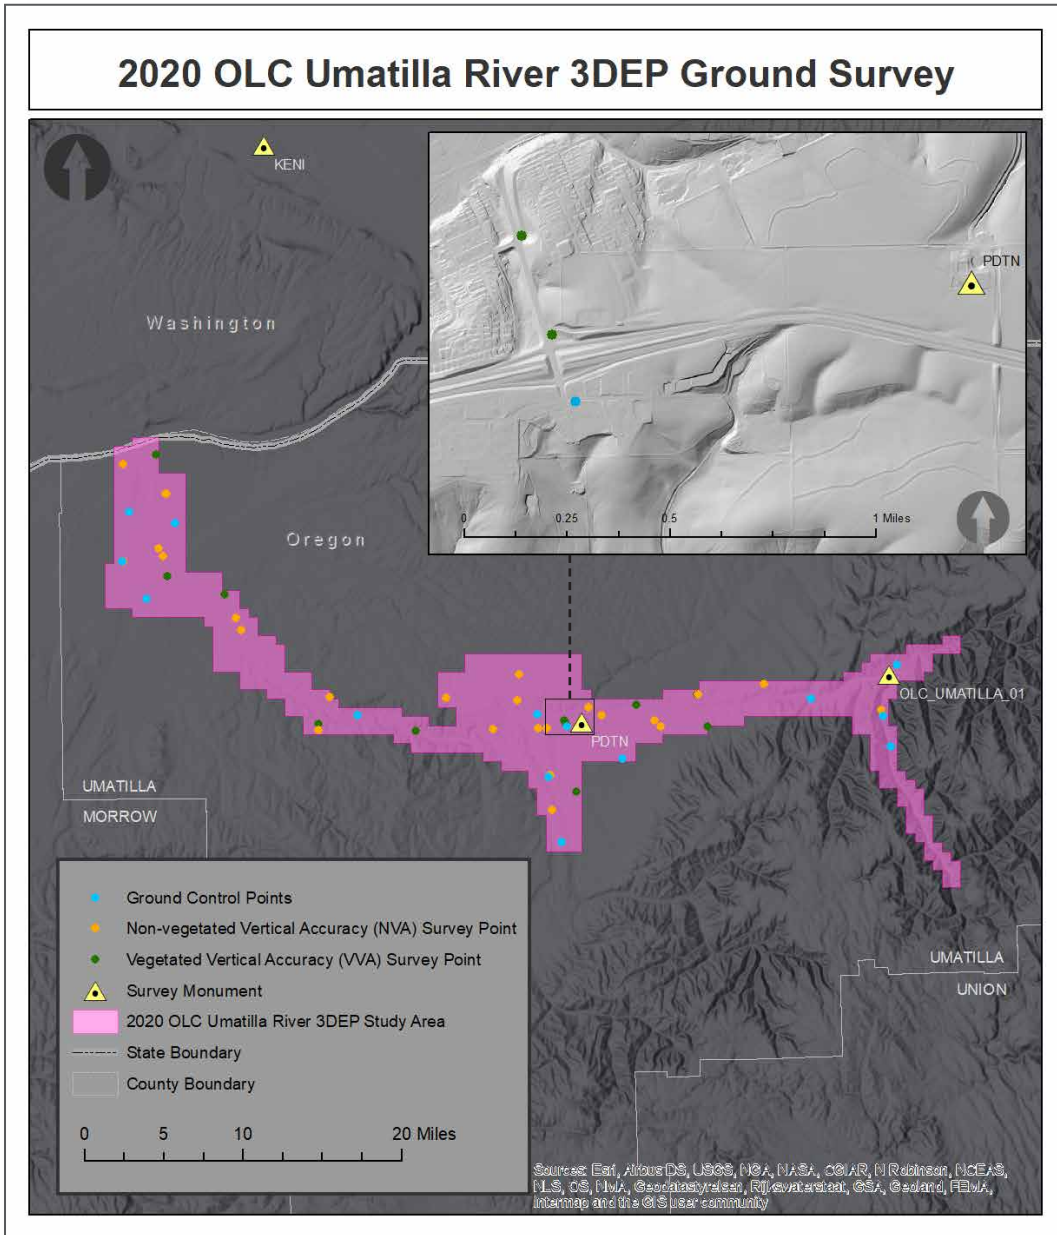 2020 OLC Umatilla River 3DEP Ground Survey
KENI
PDTN
Washington
0 0.25 0.5 1 Miles
Oregon
OLC_UMATILLA_01
PDTN
UMATILLA
MORROW
Ground Control Points
Non-vegetated Vertical Accuracy (NVA) Survey Point
Vegetated Vertical Accuracy (VVA) Survey Point
Survey Monument
2020 OLC Umatilla River 3DEP Study Area
State Boundary
County Boundary
0 5 10 20 Miles
UMATILLA
UNION
Sources: Esri, Airbus DS, USGS, NGA, NASA, CGIAR, N Robinson, NCEAS,
NLS, OS, NMA, Geodatastyrelsen, Rijkswaterstaat, GSA, Geoland, FEMA,
Intermap and the GIS user community